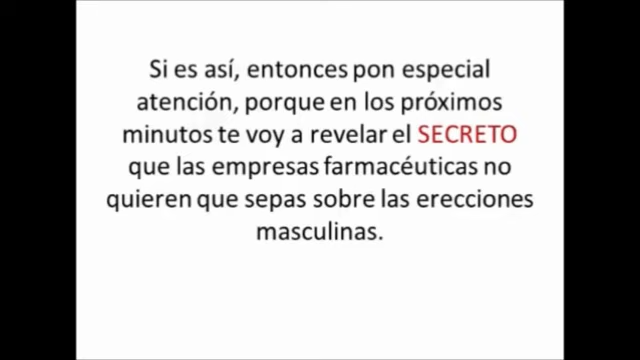 Si es así, entonces pon especial
atención, porque en los próximos
minutos te voy a revelar el SECRETO
que las empresas farmacéuticas no
quieren que sepas sobre las erecciones
masculinas.